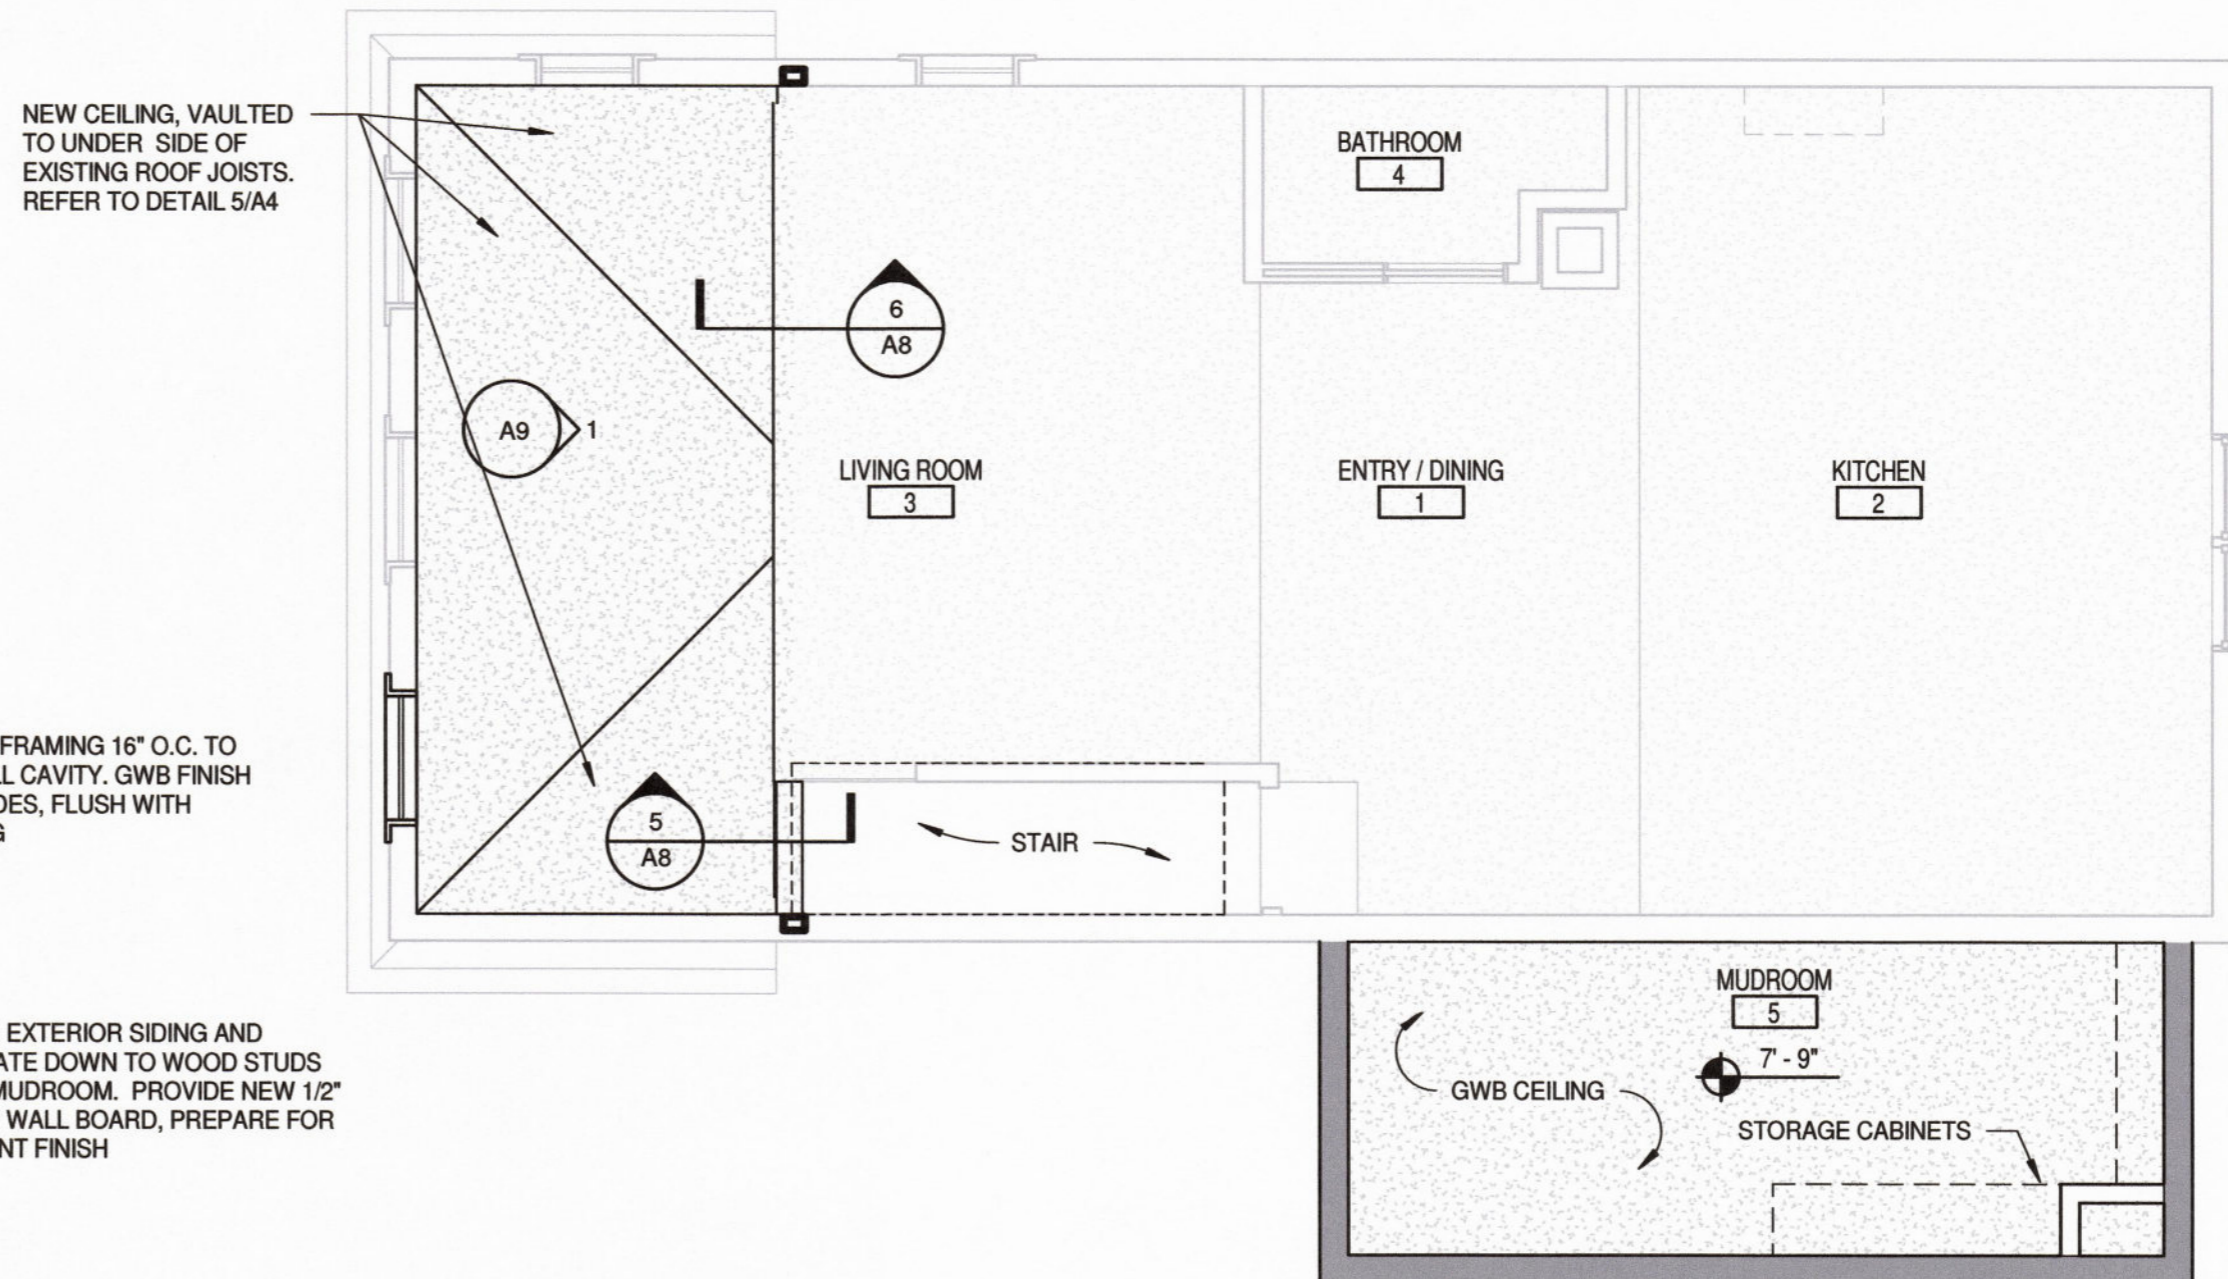 NEW CEILING, VAULTED
TO UNDER SIDE OF
EXISTING ROOF JOISTS.
REFER TO DETAIL 5/A4
BATHROOM
4
6
A8
A9
1
LIVING ROOM
3
ENTRY / DINING
1
KITCHEN
2
FRAMING 16" O.C. TO
CAVITY. GWB FINISH
FLUSH WITH
5
A8
STAIR
EXTERIOR SIDING AND
DOWN TO WOOD STUDS
MUDROOM. PROVIDE NEW 1/2"
WALL BOARD, PREPARE FOR
FINISH
MUDROOM
5
7' - 9"
GWB CEILING
STORAGE CABINETS